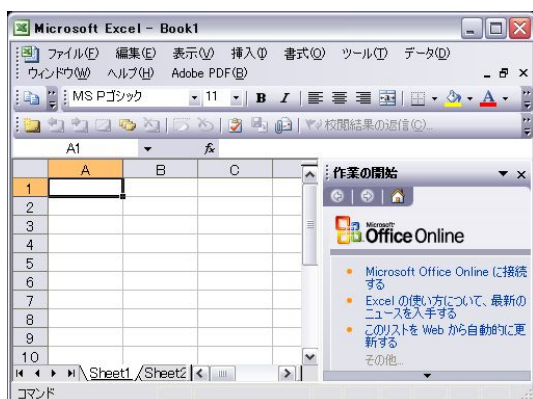 Microsoft Excel - Book1
ファイル(F) 編集(E) 表示(V) 挿入(I) 書式(O) ツール(T) データ(D)
ウィンドウ(W) ヘルプ(H) Adobe PDF(B)
MS Pゴシック 11 B I A
校閲結果の返信(C)...
A1 fx
A B C
作業の開始
1
2
3
4
5
6
7
8
9
10
Microsoft
Office Online
Microsoft Office Online に接続
する
Excel の使い方について、最新の
ニュースを入手する
このリストを Web から自動的に更
新する
その他...
Sheet1 Sheet2
コマンド